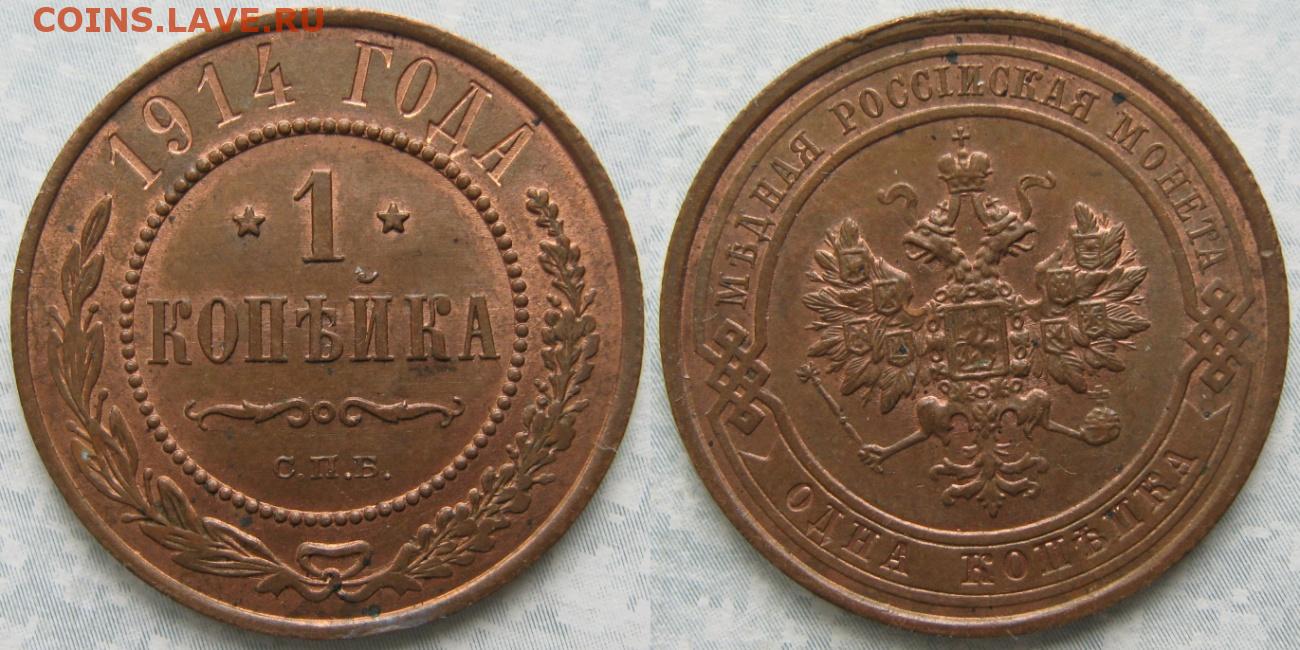 COINS.LAVE.RU
1914 ГОДА
1
КОПѢЙКА
С.П.Б.
МѢДНАЯ РОССІЙСКАЯ МОНЕТА
ОДНА КОПѢЙКА